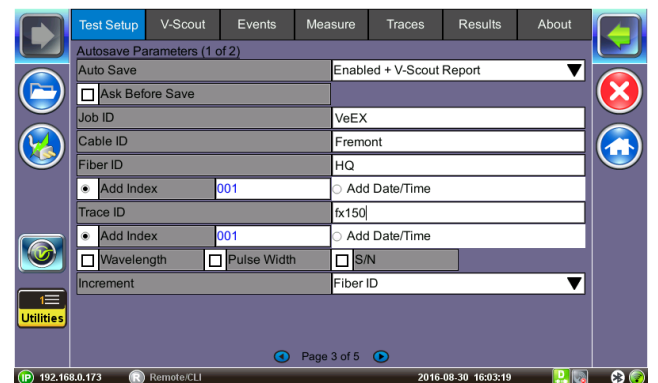 Test Setup V-Scout Events Measure Traces Results About
Autosave Parameters (1 of 2)
Auto Save Enabled + V-Scout Report
Ask Before Save
Job ID VeEX
Cable ID Fremont
Fiber ID HQ
Add Index 001 Add Date/Time
Trace ID fx150
Add Index 001 Add Date/Time
Wavelength Pulse Width S/N
Increment Fiber ID
1
Utilities
Page 3 of 5
IP 192.168.0.173 R Remote/CLI 2016-08-30 16:03:19